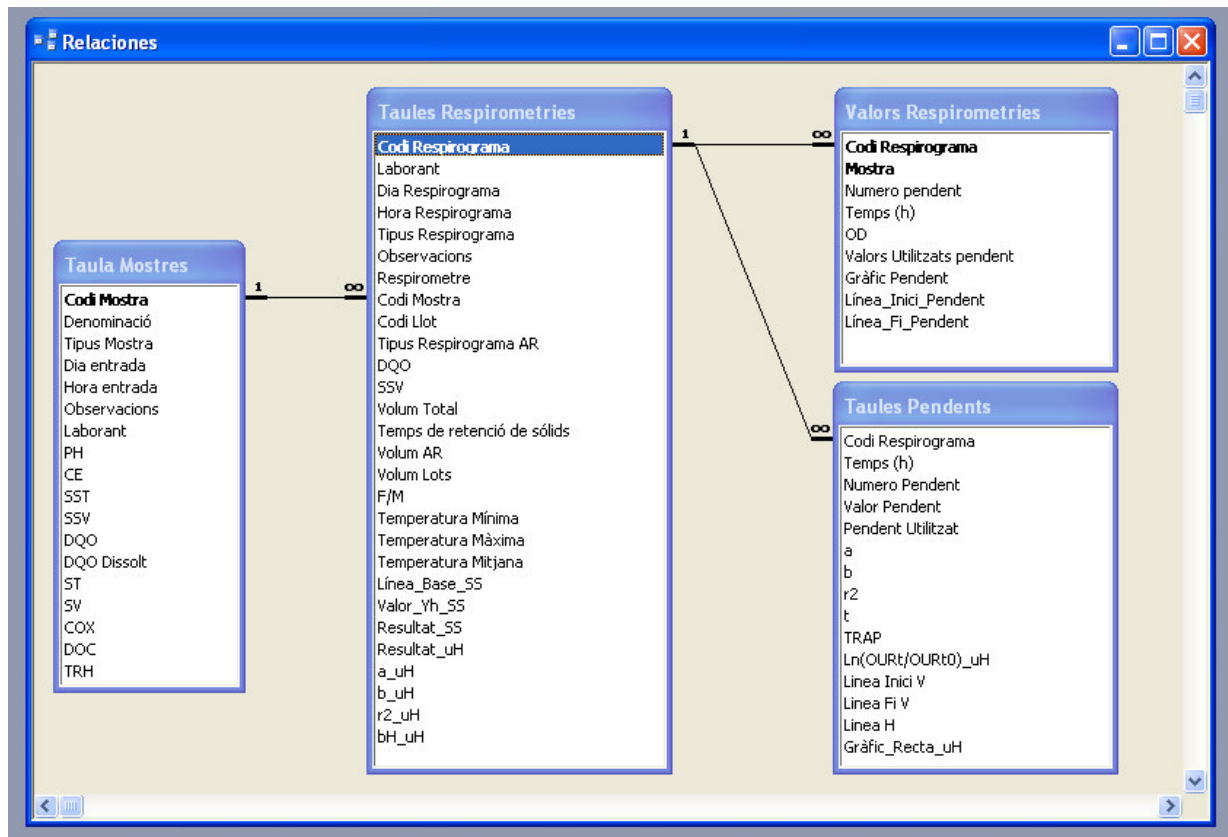 Relaciones
Taula Mostres
Codi Mostra
Denominació
Tipus Mostra
Dia entrada
Hora entrada
Observacions
Laborant
PH
CE
SST
SSV
DQO
DQO Dissolt
ST
SV
COX
DOC
TRH
1
∞
Taules Respirometries
Codi Respirograma
Laborant
Dia Respirograma
Hora Respirograma
Tipus Respirograma
Observacions
Respirometre
Codi Mostra
Codi Llot
Tipus Respirograma AR
DQO
SSV
Volum Total
Temps de retenció de sólids
Volum AR
Volum Lots
F/M
Temperatura Mínima
Temperatura Màxima
Temperatura Mitjana
Línea_Base_SS
Valor_Yh_SS
Resultat_SS
Resultat_uH
a_uH
b_uH
r2_uH
bH_uH
1
∞
∞
Valors Respirometries
Codi Respirograma
Mostra
Numero pendent
Temps (h)
OD
Valors Utilitzats pendent
Gràfic Pendent
Línea_Inici_Pendent
Línea_Fi_Pendent
Taules Pendents
Codi Respirograma
Temps (h)
Numero Pendent
Valor Pendent
Pendent Utilitzat
a
b
r2
t
TRAP
Ln(OURt/OURt0)_uH
Linea Inici V
Linea Fi V
Linea H
Gràfic_Recta_uH